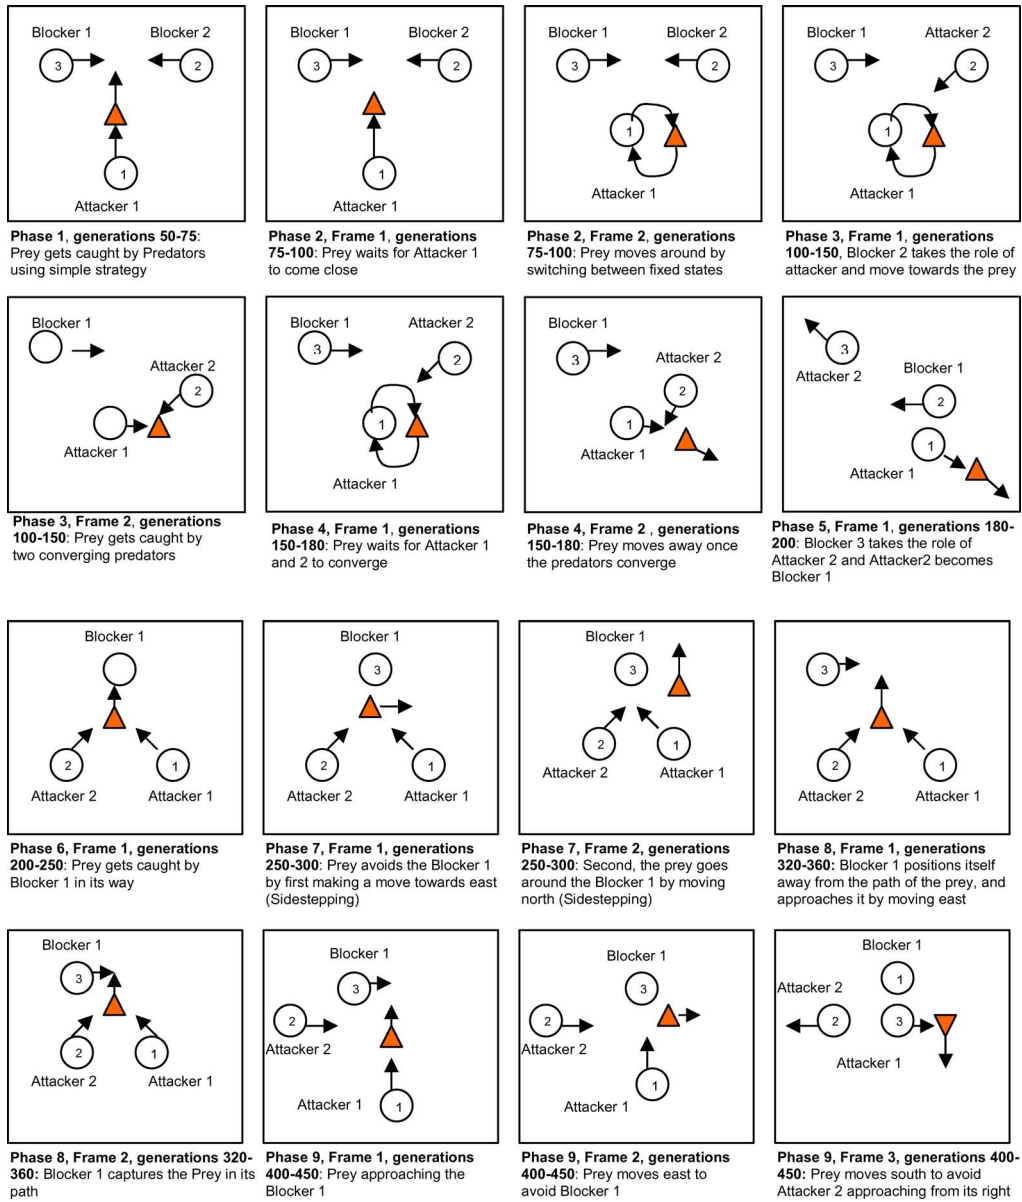 Blocker 1 Blocker 2 Blocker 1 Blocker 2 Blocker 1 Blocker 2 Blocker 1 Attacker 2
3 2 3 2 3 2 3 2
1 1
1 1
Attacker 1 Attacker 1 Attacker 1 Attacker 1
Phase 1, generations 50-75:
Prey gets caught by Predators
using simple strategy
Phase 2, Frame 1, generations
75-100: Prey waits for Attacker 1
to come close
Phase 2, Frame 2, generations
75-100: Prey moves around by
switching between fixed states
Phase 3, Frame 1, generations
100-150, Blocker 2 takes the role of
attacker and move towards the prey
Blocker 1
Attacker 2
2
Attacker 1
Phase 3, Frame 2, generations
100-150: Prey gets caught by
two converging predators
Blocker 1 Attacker 2
3 2
1
Attacker 1
Phase 4, Frame 1, generations
150-180: Prey waits for Attacker 1
and 2 to converge
Blocker 1
3 Attacker 2
2
1
Attacker 1
Phase 4, Frame 2 , generations
150-180: Prey moves away once
the predators converge
3
Attacker 2 Blocker 1
2
1
Attacker 1
Phase 5, Frame 1, generations 180-
200: Blocker 3 takes the role of
Attacker 2 and Attacker2 becomes
Blocker 1
Blocker 1
2 1
Attacker 2 Attacker 1
Phase 6, Frame 1, generations
200-250: Prey gets caught by
Blocker 1 in its way
Blocker 1
3
2 1
Attacker 2 Attacker 1
Phase 7, Frame 1, generations
250-300: Prey avoids the Blocker 1
by first making a move towards east
(Sidestepping)
Blocker 1
3
2 1
Attacker 2 Attacker 1
Phase 7, Frame 2, generations
250-300: Second, the prey goes
around the Blocker 1 by moving
north (Sidestepping)
3
2 1
Attacker 2 Attacker 1
Phase 8, Frame 1, generations
320-360: Blocker 1 positions itself
away from the path of the prey, and
approaches it by moving east
Blocker 1
3
2 1
Attacker 2 Attacker 1
Phase 8, Frame 2, generations 320-
360: Blocker 1 captures the Prey in its
path
Blocker 1
3
2
Attacker 2
Attacker 1 1
Phase 9, Frame 1, generations
400-450: Prey approaching the
Blocker 1
Blocker 1
3
2
Attacker 2
1
Attacker 1
Phase 9, Frame 2, generations
400-450: Prey moves east to
avoid Blocker 1
Blocker 1
1
Attacker 2
2 3
Attacker 1
Phase 9, Frame 3, generations 400-
450: Prey moves south to avoid
Attacker 2 approaching from its right